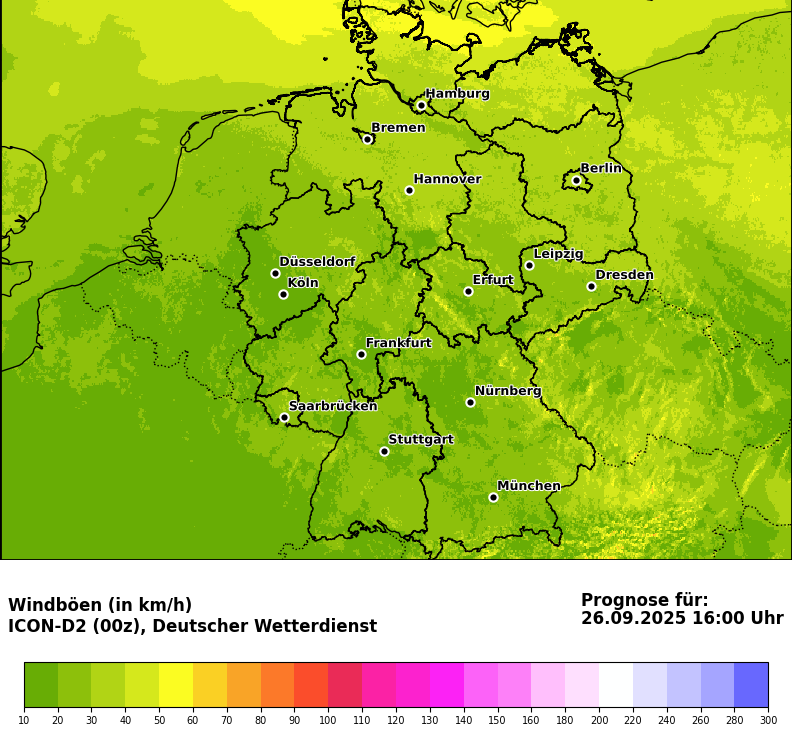 Hamburg
Bremen
Berlin
Hannover
Leipzig
Düsseldorf
Dresden
Erfurt
Köln
Frankfurt
Nürnberg
Saarbrücken
Stuttgart
München
Windböen (in km/h)
ICON-D2 (00z), Deutscher Wetterdienst
Prognose für:
26.09.2025 16:00 Uhr
10 20 30 40 50 60 70 80 90 100 110 120 130 140 150 160 180 200 220 240 260 280 300